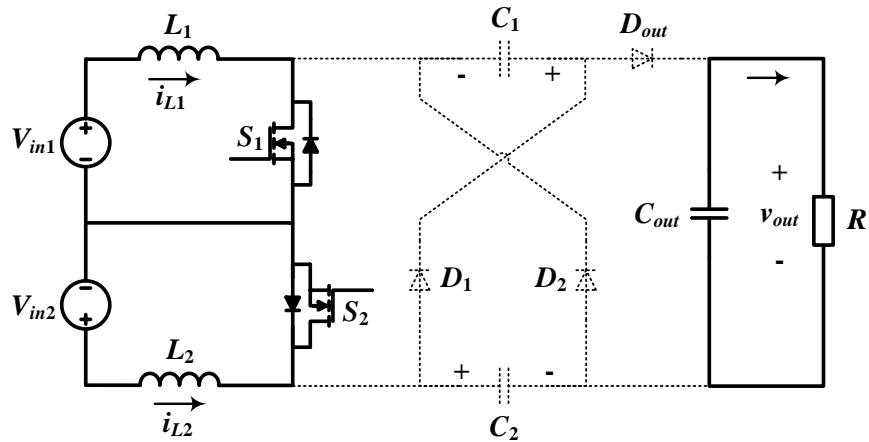 L1
C1
Dout
iL1
-
+
Vin1
+
-
S1
+
Cout
vout
R
-
D1
D2
Vin2
-
+
S2
L2
+
-
iL2
C2